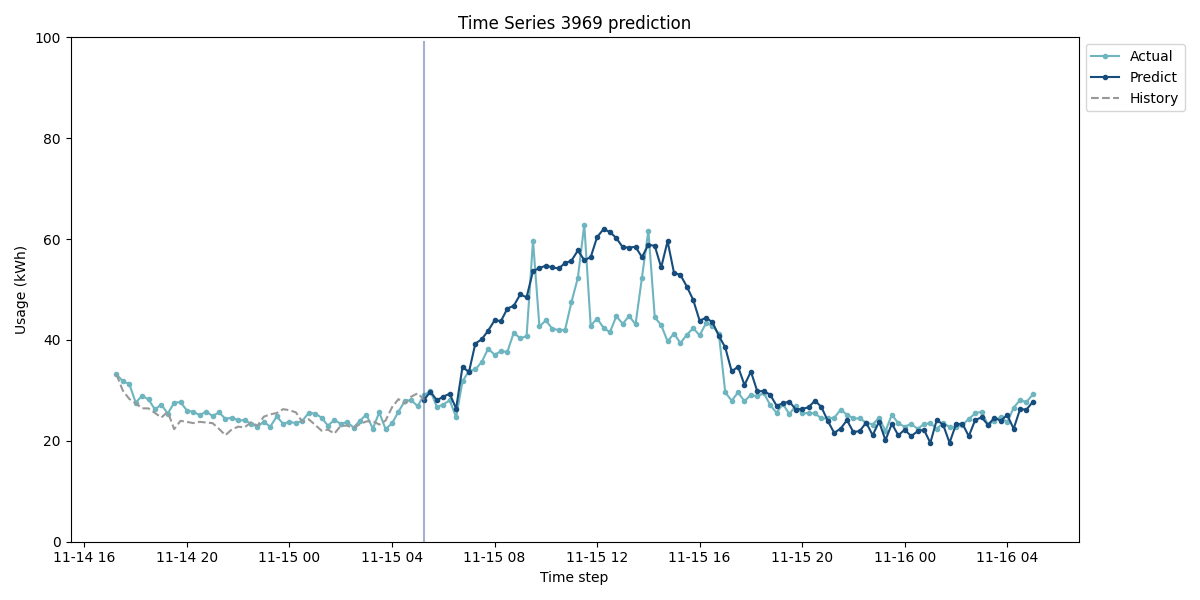 Time Series 3969 prediction
Usage (kWh)
100
80
60
40
20
0
11-14 16
11-14 20
11-15 00
11-15 04
11-15 08
11-15 12
11-15 16
11-15 20
11-16 00
11-16 04
Time step
Actual
Predict
History